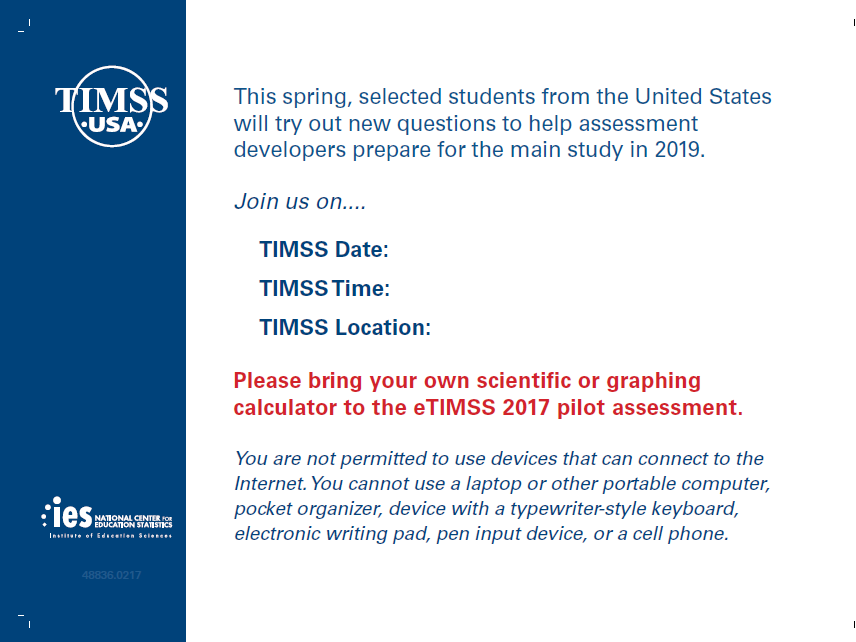 TIMSS
USA
This spring, selected students from the United States
will try out new questions to help assessment
developers prepare for the main study in 2019.
Join us on....
TIMSS Date:
TIMSS Time:
TIMSS Location:
Please bring your own scientific or graphing
calculator to the eTIMSS 2017 pilot assessment.
You are not permitted to use devices that can connect to the
Internet. You cannot use a laptop or other portable computer,
pocket organizer, device with a typewriter-style keyboard,
electronic writing pad, pen input device, or a cell phone.
ies NATIONAL CENTER FOR
EDUCATION STATISTICS
Institute of Education Sciences
48836.0217